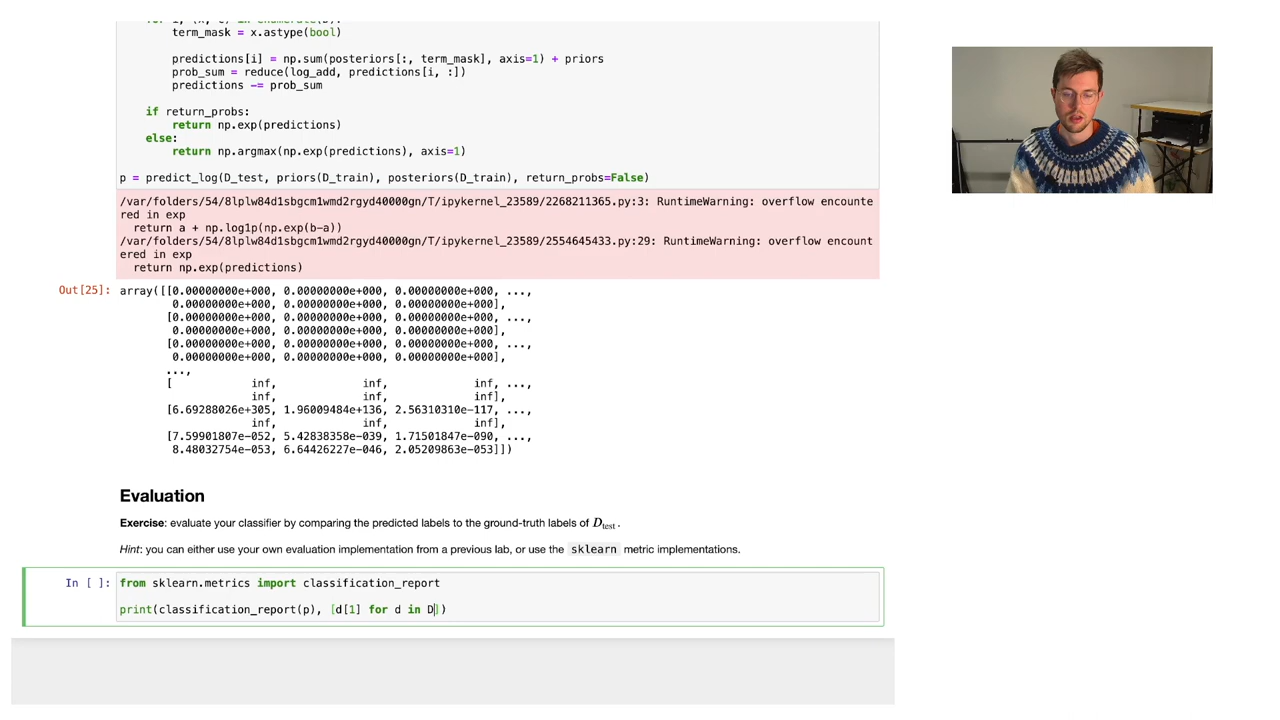 term_mask = x.astype(bool)
predictions[i] = np.sum(posteriors[:, term_mask], axis=1) + priors
prob_sum = reduce(log_add, predictions[i, :])
predictions -= prob_sum
if return_probs:
return np.exp(predictions)
else:
return np.argmax(np.exp(predictions), axis=1)
p = predict_log(D_test, priors(D_train), posteriors(D_train), return_probs=False)
/var/folders/54/8lplw84d1sbgcm1wmd2rgyd40000gn/T/ipykernel_23589/2268211365.py:3: RuntimeWarning: overflow encounte
red in exp
return a + np.log1p(np.exp(b-a))
/var/folders/54/8lplw84d1sbgcm1wmd2rgyd40000gn/T/ipykernel_23589/2554645433.py:29: RuntimeWarning: overflow encount
ered in exp
return np.exp(predictions)
Out[25]: array([[0.00000000e+000, 0.00000000e+000, 0.00000000e+000, ...,
0.00000000e+000, 0.00000000e+000, 0.00000000e+000],
[0.00000000e+000, 0.00000000e+000, 0.00000000e+000, ...,
0.00000000e+000, 0.00000000e+000, 0.00000000e+000],
[0.00000000e+000, 0.00000000e+000, 0.00000000e+000, ...,
0.00000000e+000, 0.00000000e+000, 0.00000000e+000],
...,
[ inf, inf, inf, ...,
inf, inf, inf],
[6.69288026e+305, 1.96009484e+136, 2.56310310e-117, ...,
inf, inf, inf],
[7.59901807e-052, 5.42838358e-039, 1.71501847e-090, ...,
8.48032754e-053, 6.64426227e-046, 2.05209863e-053]])
Evaluation
Exercise: evaluate your classifier by comparing the predicted labels to the ground-truth labels of D_test.
Hint: you can either use your own evaluation implementation from a previous lab, or use the sklearn metric implementations.
In [ ]: from sklearn.metrics import classification_report
print(classification_report(p), [d[1] for d in D])